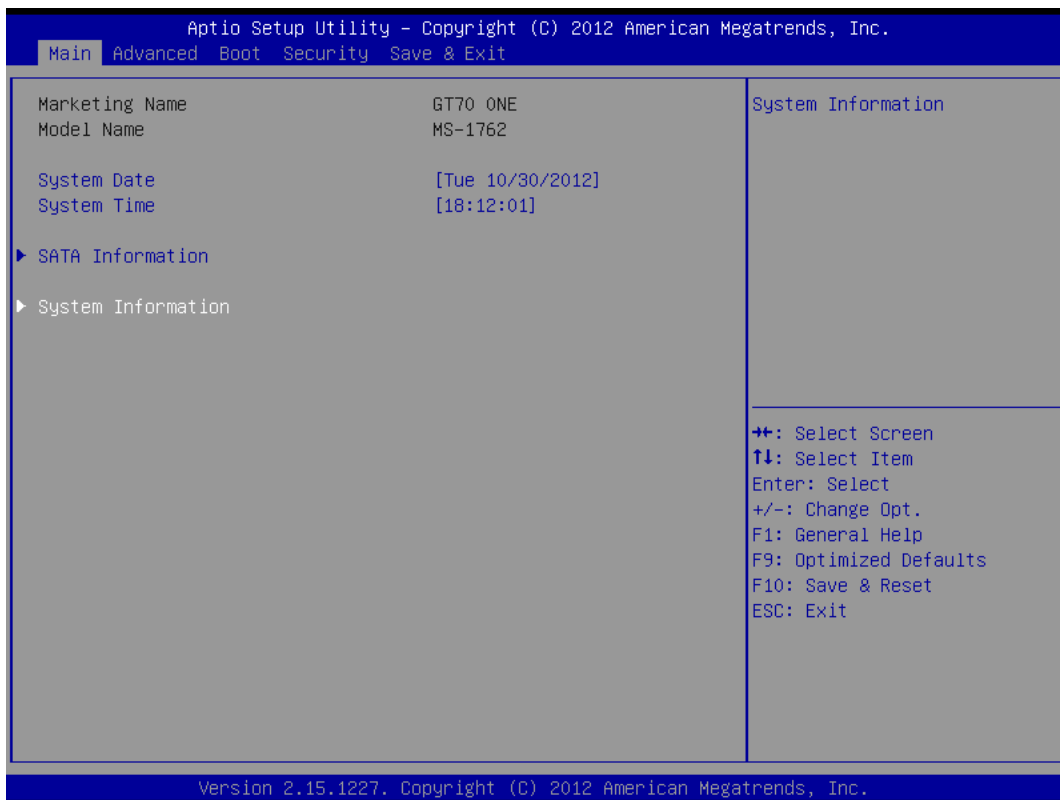 Aptio Setup Utility – Copyright (C) 2012 American Megatrends, Inc.
Main Advanced Boot Security Save & Exit
Marketing Name GT70 ONE
Model Name MS-1762
System Date [Tue 10/30/2012]
System Time [18:12:01]
▶ SATA Information
▶ System Information
System Information
→←: Select Screen
↑↓: Select Item
Enter: Select
+/-: Change Opt.
F1: General Help
F9: Optimized Defaults
F10: Save & Reset
ESC: Exit
Version 2.15.1227. Copyright (C) 2012 American Megatrends, Inc.